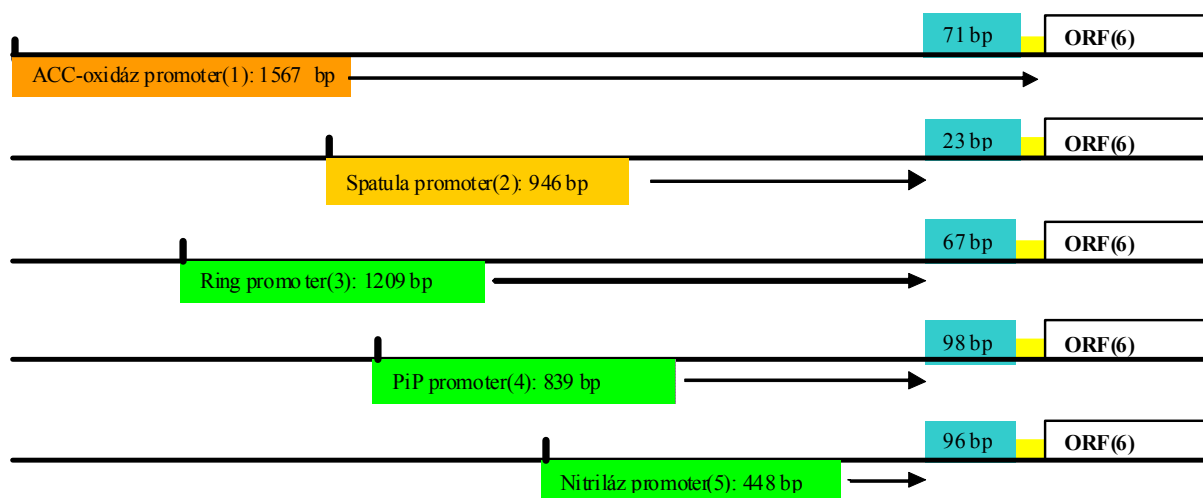 71 bp
ORF(6)
ACC-oxidáz promoter(1): 1567 bp
23 bp
ORF(6)
Spatula promoter(2): 946 bp
67 bp
ORF(6)
Ring promoter(3): 1209 bp
98 bp
ORF(6)
PiP promoter(4): 839 bp
96 bp
ORF(6)
Nitriláz promoter(5): 448 bp